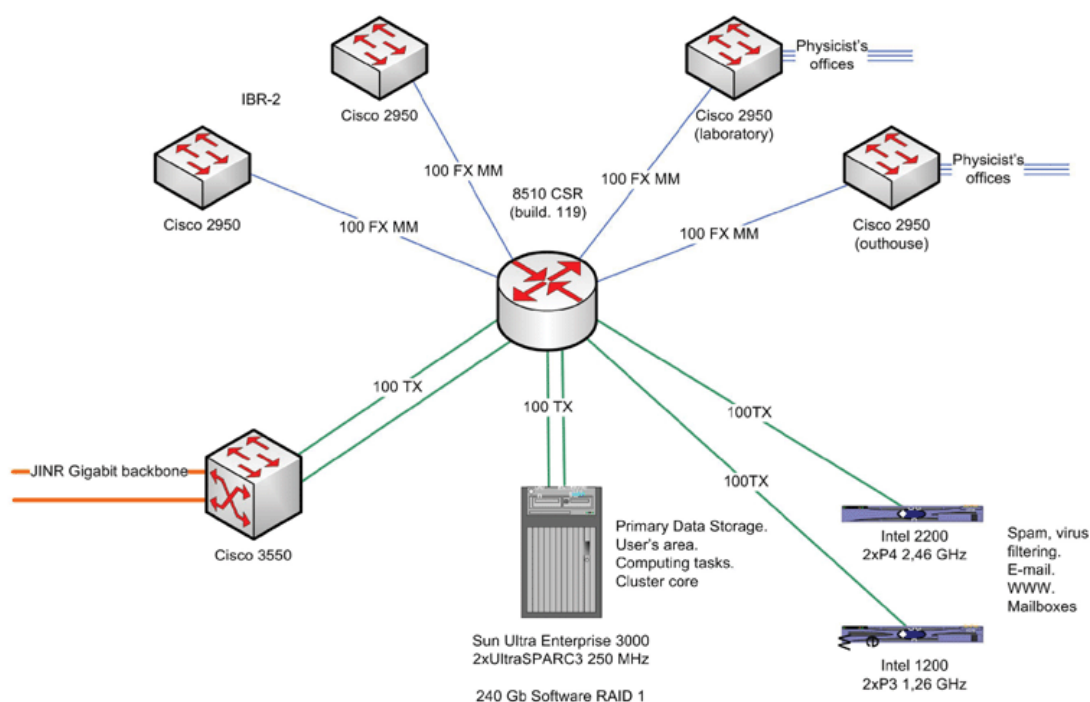 Physicist's
offices
IBR-2
Cisco 2950
Cisco 2950
(laboratory)
Cisco 2950
100 FX MM
100 FX MM
8510 CSR
(build. 119)
Physicist's
offices
Cisco 2950
(outhouse)
100 FX MM
100 FX MM
100 TX
100 TX
100TX
100TX
JINR Gigabit backbone
Cisco 3550
Primary Data Storage.
User's area.
Computing tasks.
Cluster core
Intel 2200
2xP4 2,46 GHz
Spam, virus
filtering.
E-mail.
WWW.
Mailboxes
Sun Ultra Enterprise 3000
2xUltraSPARC3 250 MHz
240 Gb Software RAID 1
Intel 1200
2xP3 1,26 GHz